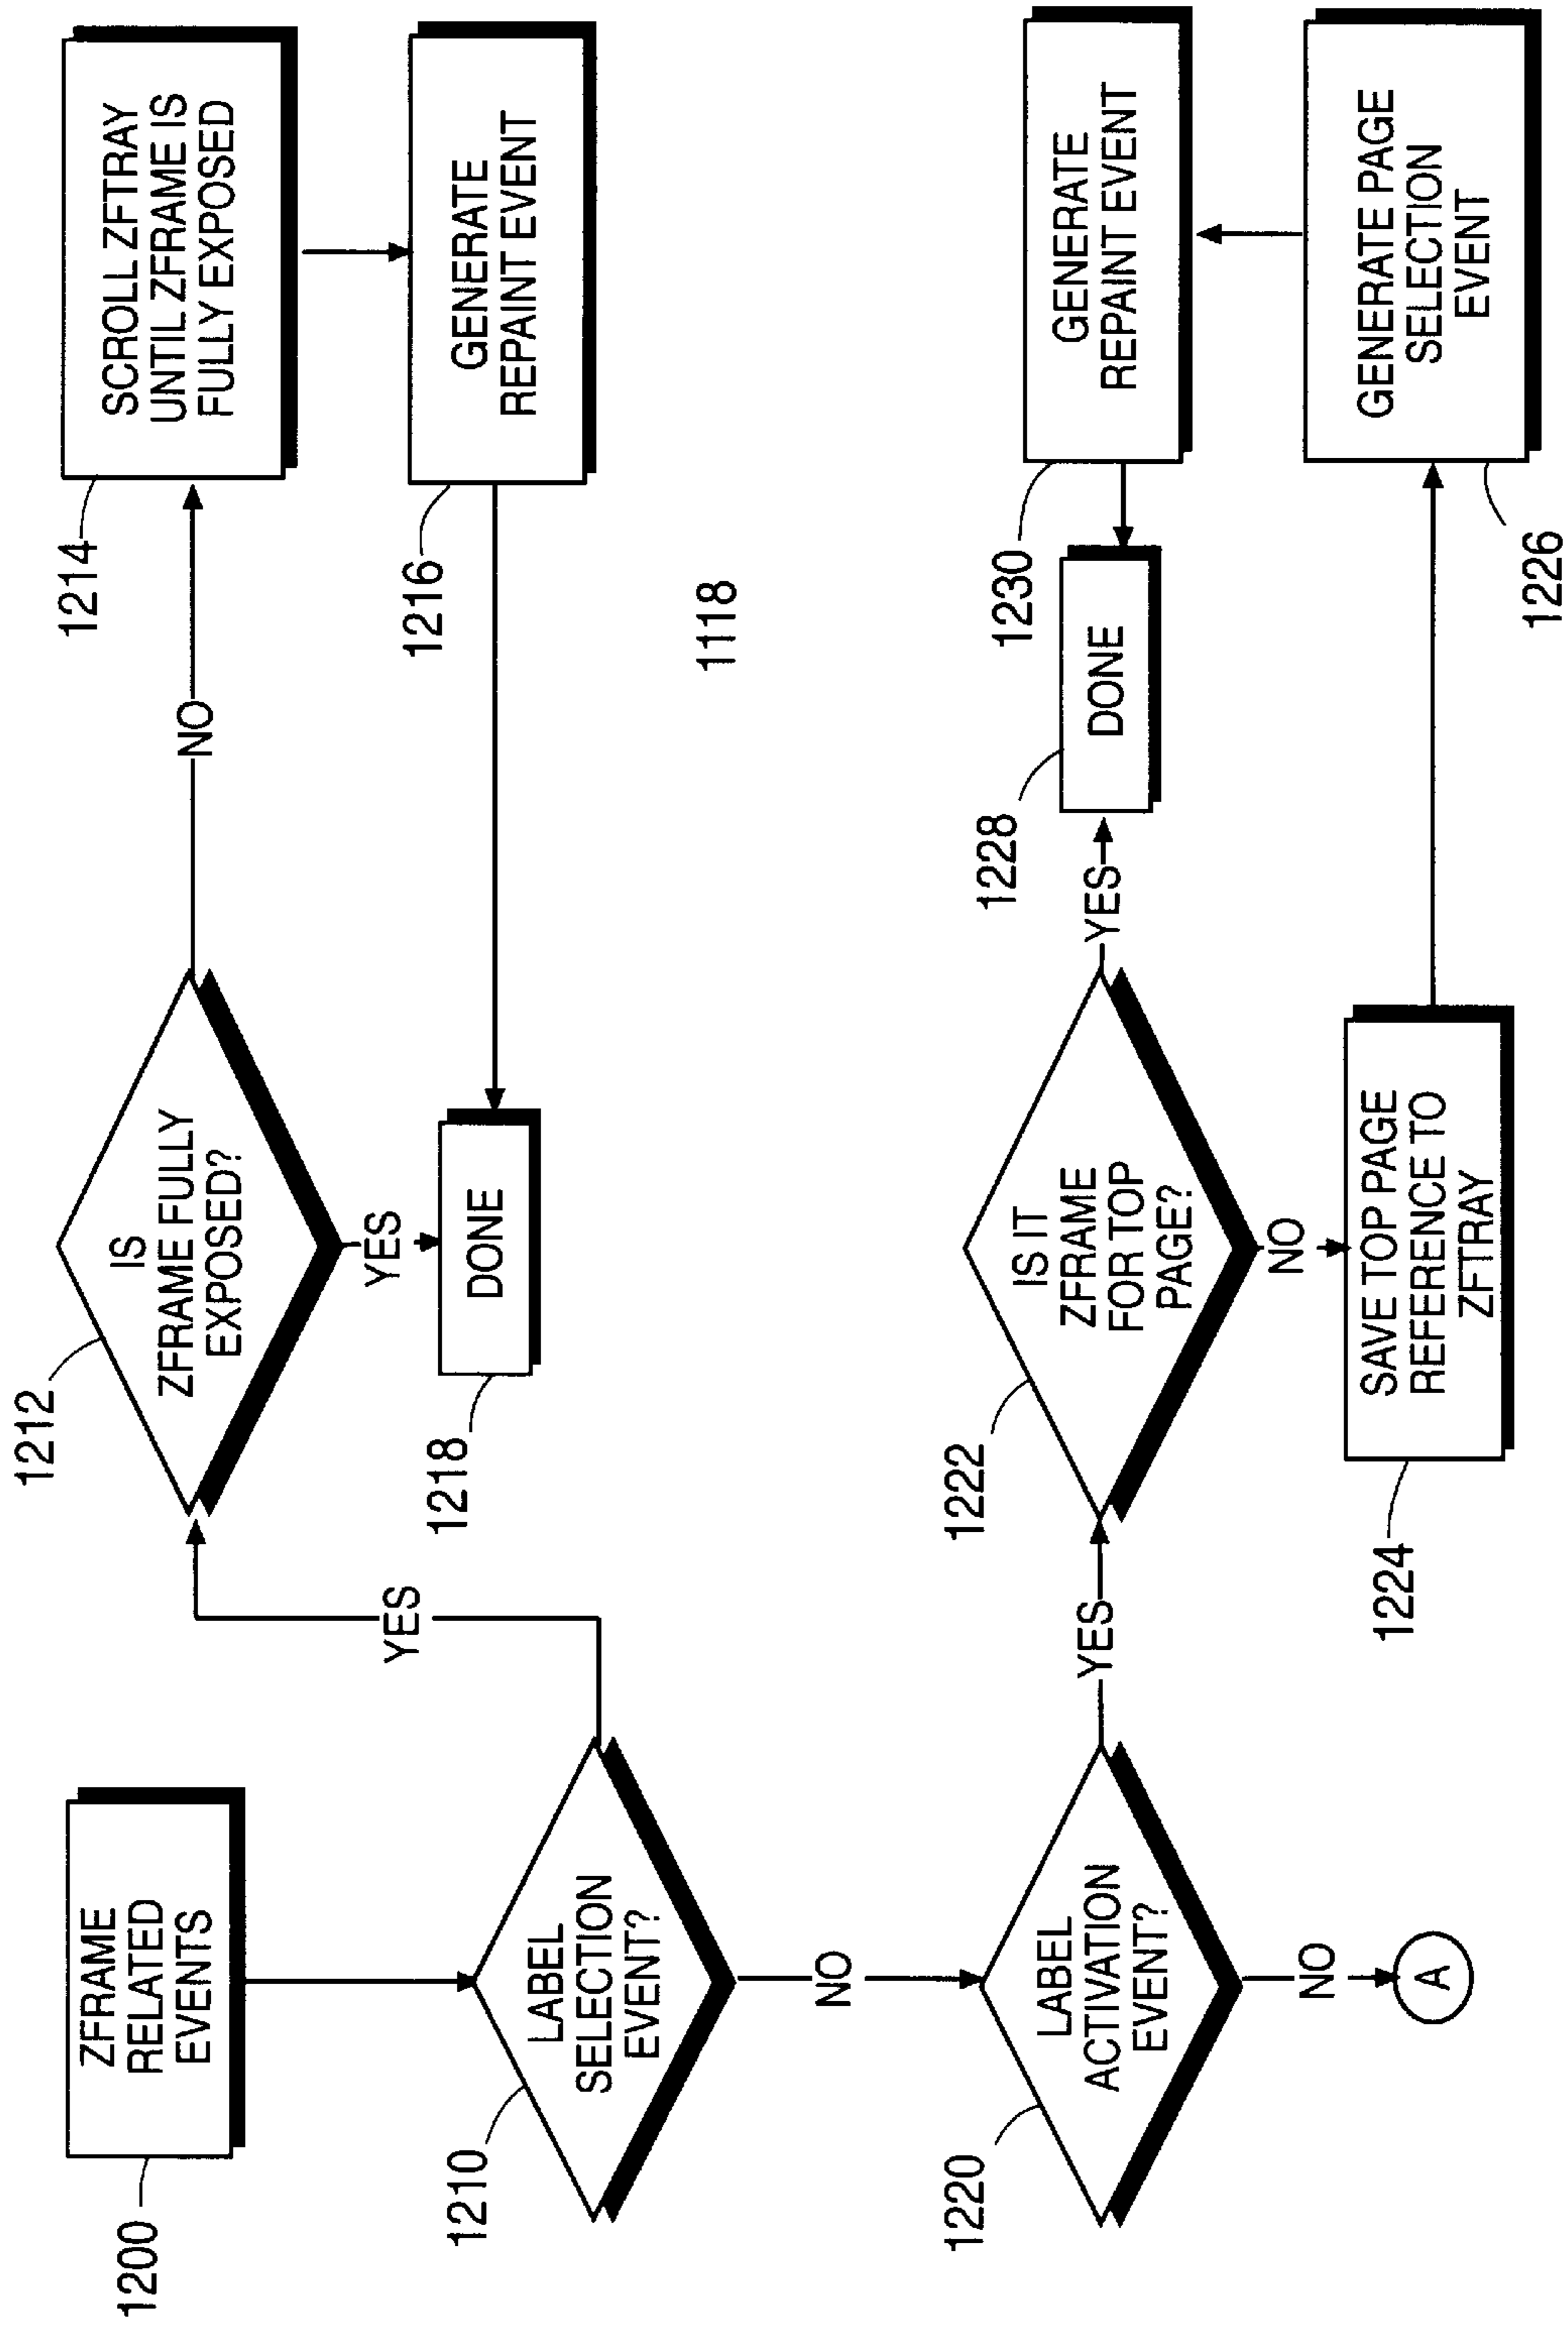 1200
ZFRAME
RELATED
EVENTS
1210
LABEL
SELECTION
EVENT?
YES
NO
1212
IS
ZFRAME FULLY
EXPOSED?
NO
YES
1214
SCROLL ZFTRAY
UNTIL ZFRAME IS
FULLY EXPOSED
1216
GENERATE
REPAINT EVENT
1218
DONE
1118
1220
LABEL
ACTIVATION
EVENT?
YES
NO
A
1222
IS IT
ZFRAME
FOR TOP
PAGE?
YES
NO
1228
DONE
1230
GENERATE
REPAINT EVENT
1224
SAVE TOP PAGE
REFERENCE TO
ZFTRAY
1226
GENERATE PAGE
SELECTION
EVENT